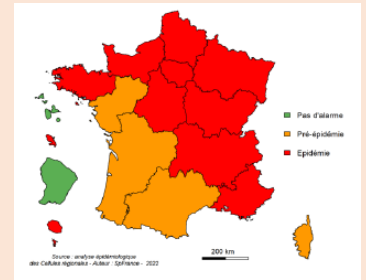 Pas d'alarme
Pré-épidémie
Epidémie
200 km
Source : analyse épidémiologique
des Cellules régionales - Auteur : SpFrance - 2022